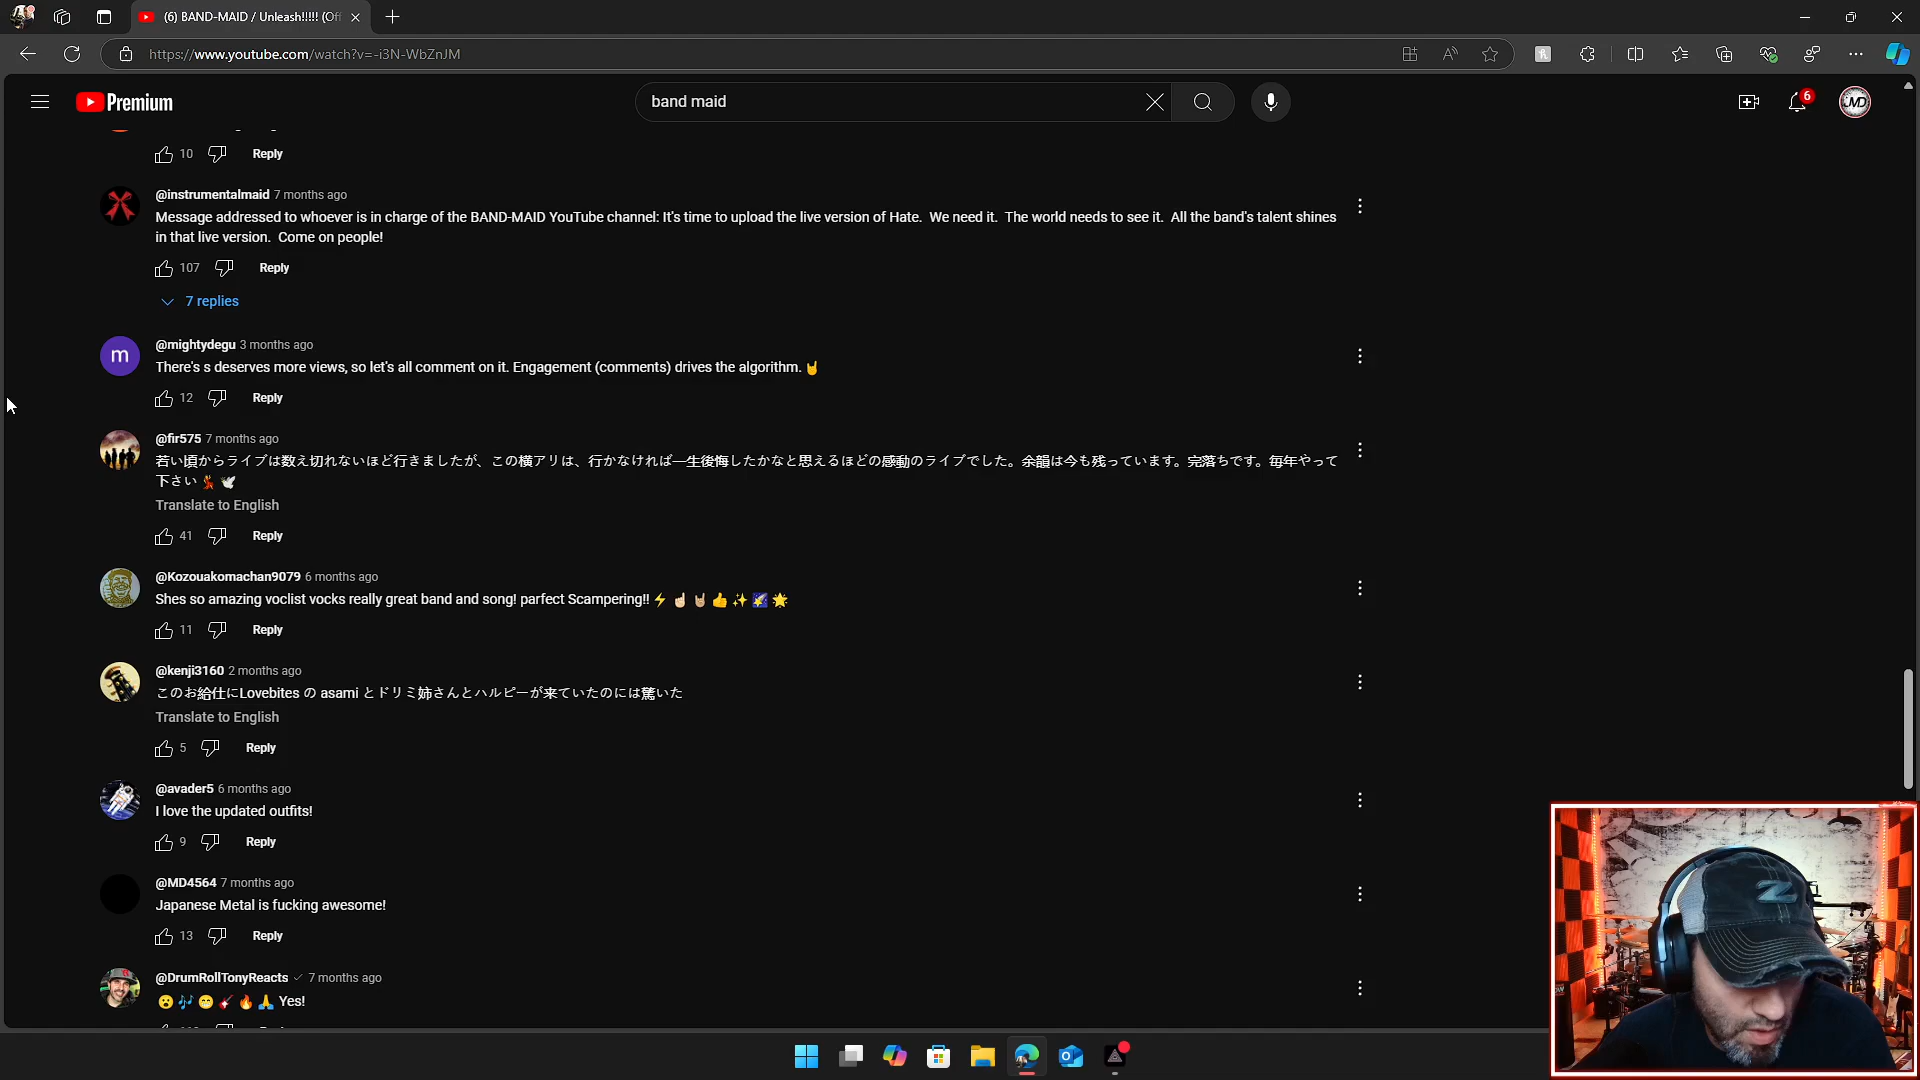 (6) BAND-MAID / Unleash!!!!! (Of
https://www.youtube.com/watch?v=-i3N-WbZnJM
Premium
band maid
6
MD
10 Reply
@instrumentalmaid 7 months ago
Message addressed to whoever is in charge of the BAND-MAID YouTube channel: It's time to upload the live version of Hate. We need it. The world needs to see it. All the band's talent shines
in that live version. Come on people!
107 Reply
7 replies
m
@mightydegu 3 months ago
There's s deserves more views, so let's all comment on it. Engagement (comments) drives the algorithm. 🤘
12 Reply
@fir575 7 months ago
若い頃からライブは数え切れないほど行きましたが、この横アリは、行かなければ一生後悔したかなと思えるほどの感動のライブでした。余韻は今も残っています。完落ちです。毎年やって
下さい💃🕊
Translate to English
41 Reply
@Kozouakomachan9079 6 months ago
Shes so amazing voclist vocks really great band and song! parfect Scampering!! ⚡☝🏼🤘🏼👍✨🌠🌟
11 Reply
@kenji3160 2 months ago
このお給仕にLovebites の asami とドリミ姉さんとハルピーが来ていたのには驚いた
Translate to English
5 Reply
@avader5 6 months ago
I love the updated outfits!
9 Reply
@MD4564 7 months ago
Japanese Metal is fucking awesome!
13 Reply
@DrumRollTonyReacts 7 months ago
😮🎶😁🎸🔥🙏 Yes!